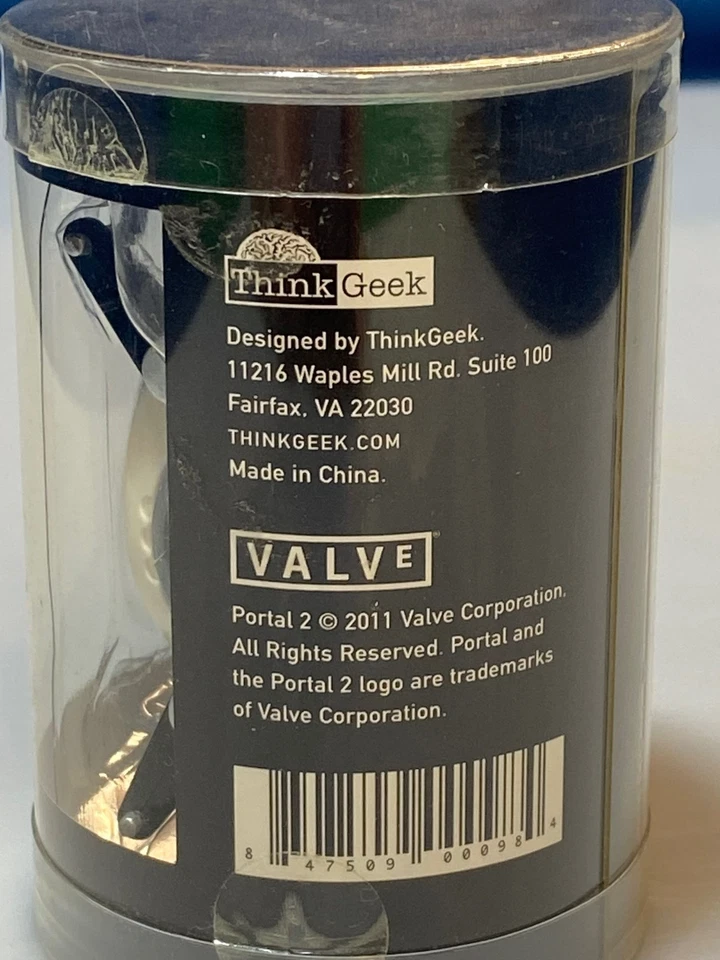 ThinkGeek
Designed by ThinkGeek.
11216 Waples Mill Rd. Suite 100
Fairfax, VA 22030
THINKGEEK.COM
Made in China.
VALVE®
Portal 2 © 2011 Valve Corporation.
All Rights Reserved. Portal and
the Portal 2 logo are trademarks
of Valve Corporation.
8 47509 00098 4